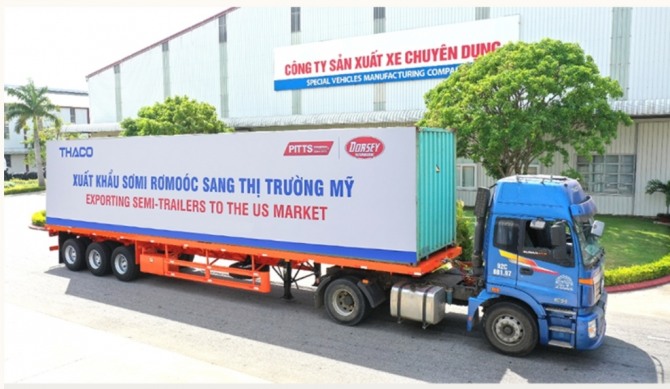 CÔNG TY SẢN XUẤT XE CHUYÊN DỤNG
SPECIAL VEHICLES MANUFACTURING COMPANY
THACO
PITTS
DORSEY
XUẤT KHẨU SƠMI RƠMOÓC SANG THỊ TRƯỜNG MỸ
EXPORTING SEMI-TRAILERS TO THE US MARKET